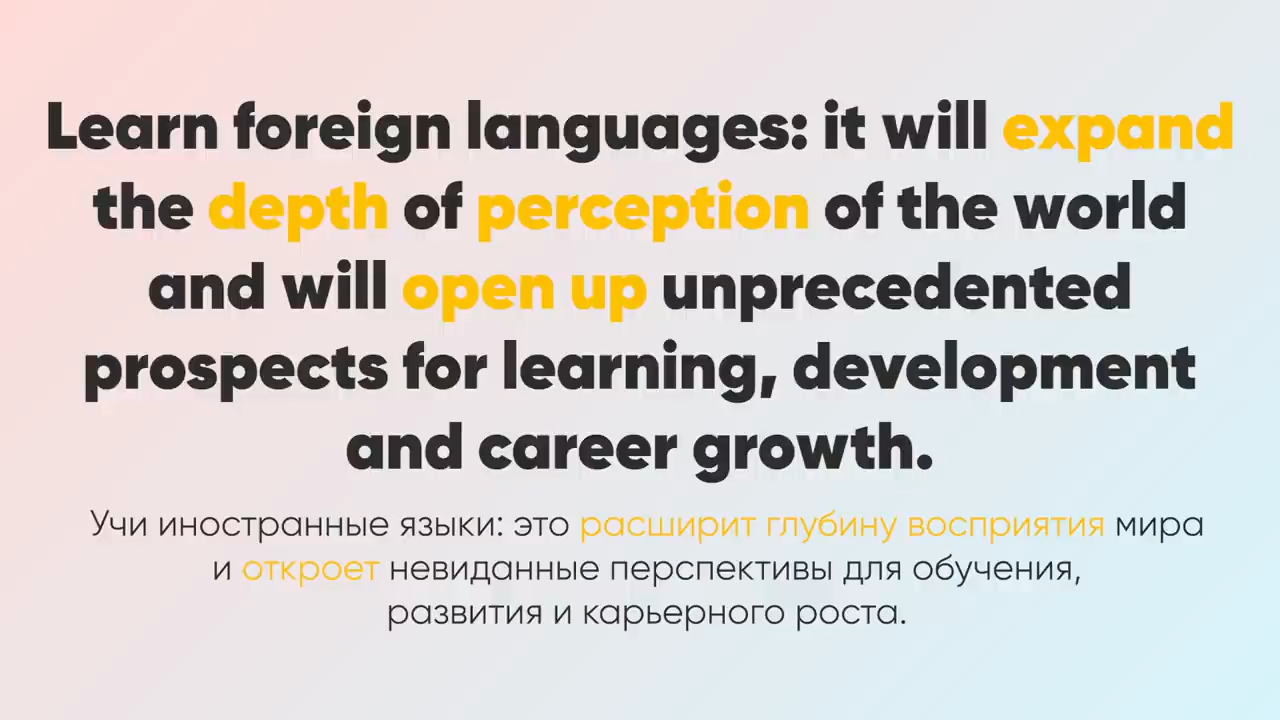 Learn foreign languages: it will expand
the depth of perception of the world
and will open up unprecedented
prospects for learning, development
and career growth.
Учи иностранные языки: это расширит глубину восприятия мира
и откроет невиданные перспективы для обучения,
развития и карьерного роста.